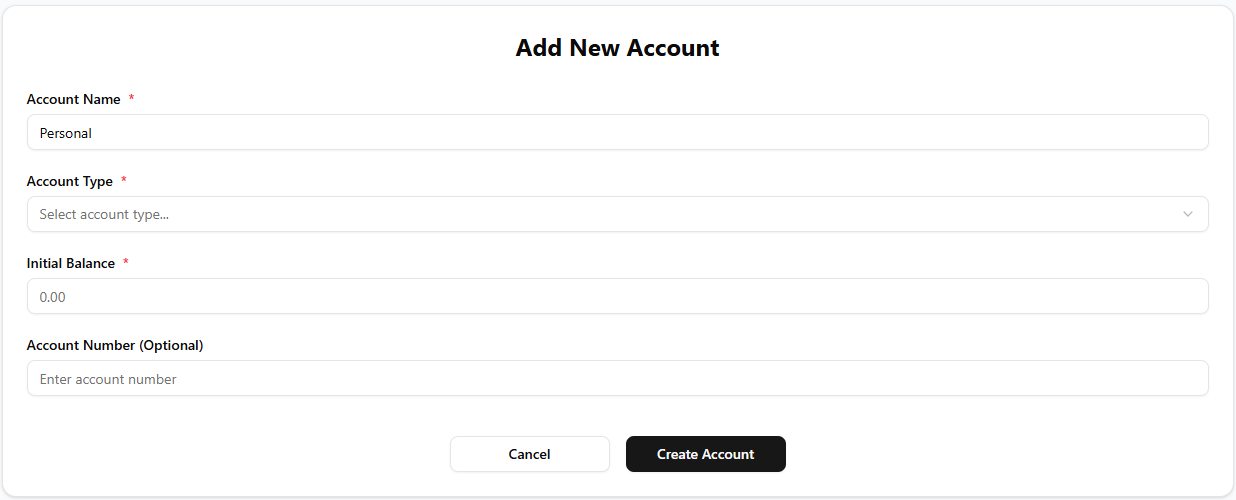 Add New Account
Account Name *
Personal
Account Type *
Select account type...
Initial Balance *
0.00
Account Number (Optional)
Enter account number
Cancel Create Account